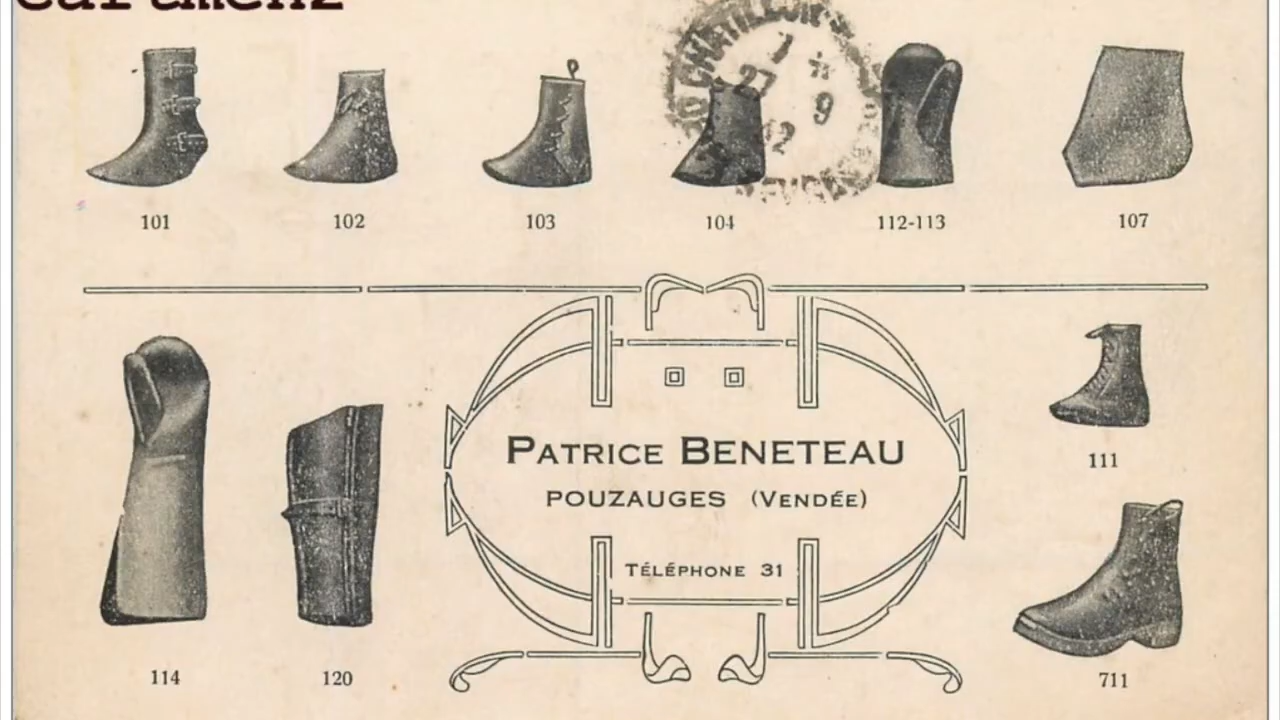 101 102 103 104 112-113 107
PATRICE BENETEAU
POUZAUGES (VENDÉE)
TÉLÉPHONE 31
111
114 120 711